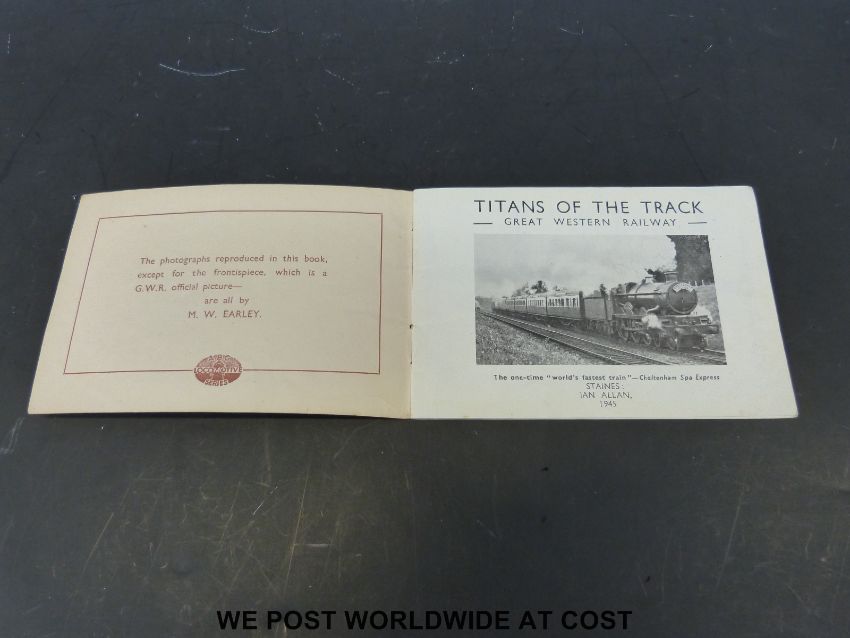 The photographs reproduced in this book,
except for the frontispiece, which is a
G.W.R. official picture—
are all by
M. W. EARLEY.
A·B·C
LOCOMOTIVE
SERIES
TITANS OF THE TRACK
— GREAT WESTERN RAILWAY —
The one-time "world's fastest train"—Cheltenham Spa Express
STAINES:
IAN ALLAN,
1945
WE POST WORLDWIDE AT COST